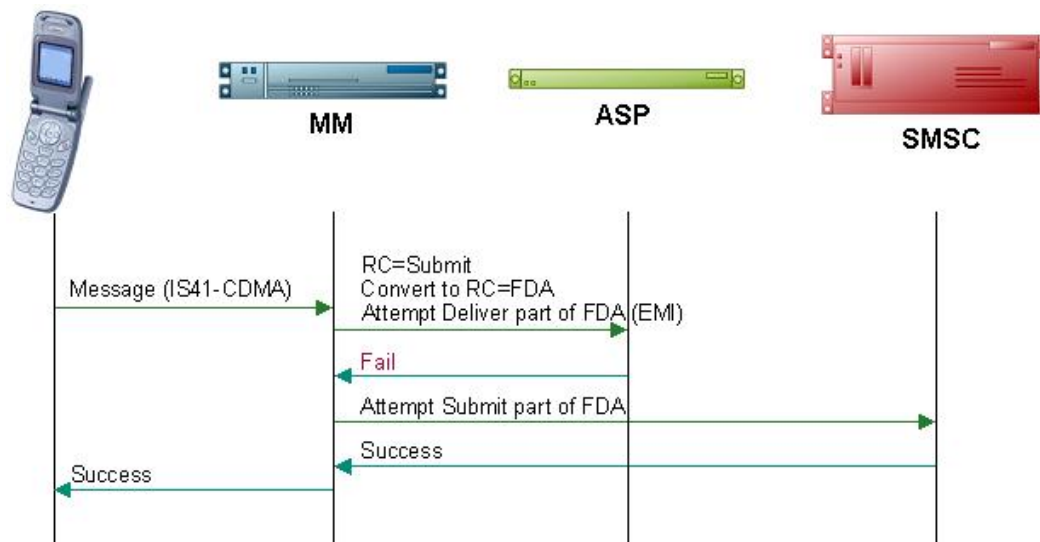 MM
ASP
SMSC
Message (IS41-CDMA)
RC=Submit
Convert to RC=FDA
Attempt Deliver part of FDA (EMI)
Fail
Attempt Submit part of FDA
Success
Success